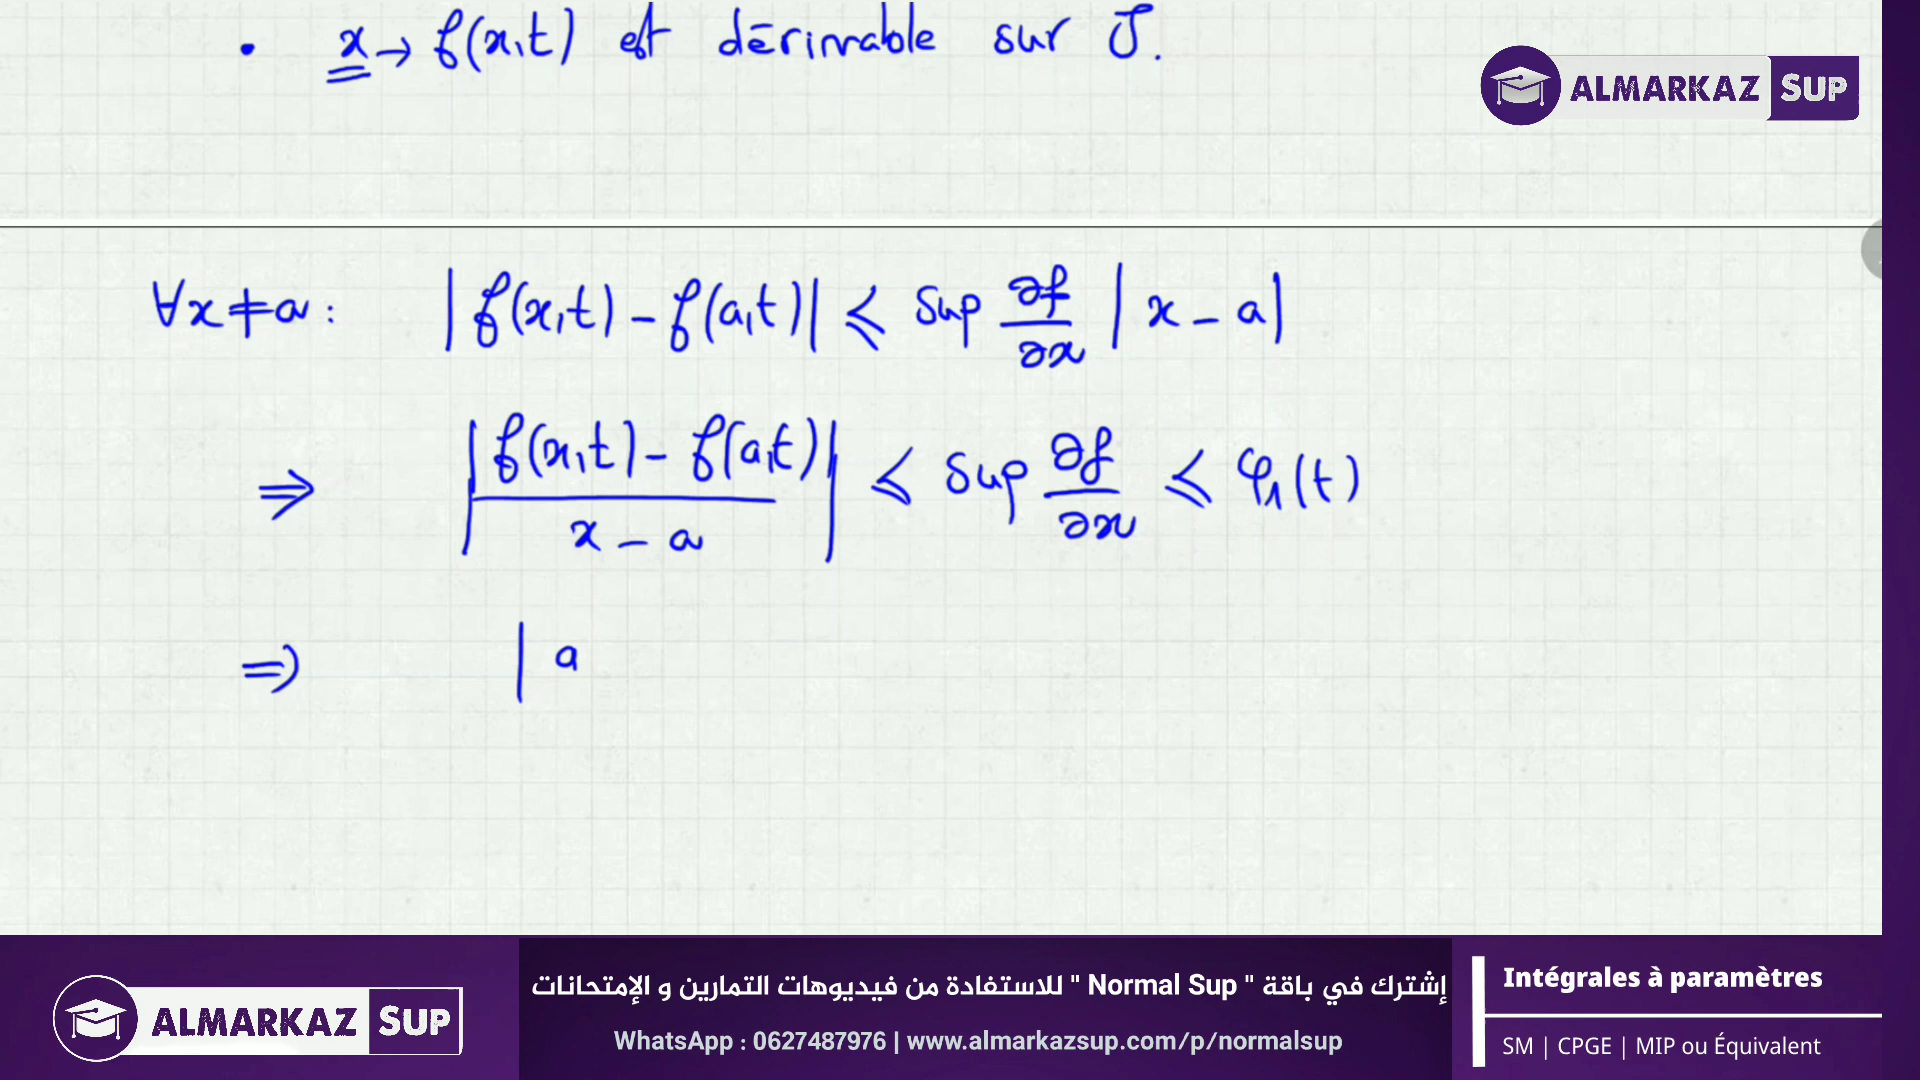 • x → f(x,t) est dérivable sur J.
ALMARKAZ SUP
∀x≠a : |f(x,t) - f(a,t)| ⩽ Sup ∂f/∂x |x - a|
⇒ |f(x,t) - f(a,t) / x - a| ⩽ Sup ∂f/∂x ⩽ φ₁(t)
⇒ | a
ALMARKAZ SUP
إشترك في باقة " Normal Sup " للاستفادة من فيديوهات التمارين و الإمتحانات
WhatsApp : 0627487976 | www.almarkazsup.com/p/normalsup
Intégrales à paramètres
SM | CPGE | MIP ou Équivalent